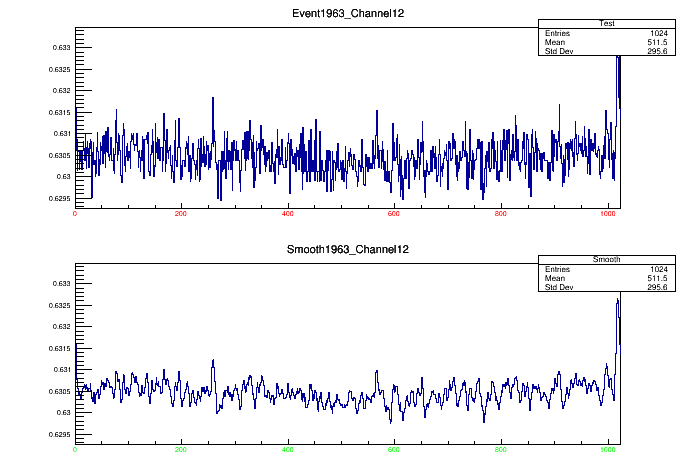 Event1963_Channel12
Test
Entries 1024
Mean 511.5
Std Dev 295.6
0.633
0.6325
0.632
0.6315
0.631
0.6305
0.63
0.6295
0 200 400 600 800 1000
Smooth1963_Channel12
Smooth
Entries 1024
Mean 511.5
Std Dev 295.6
0.633
0.6325
0.632
0.6315
0.631
0.6305
0.63
0.6295
0 200 400 600 800 1000